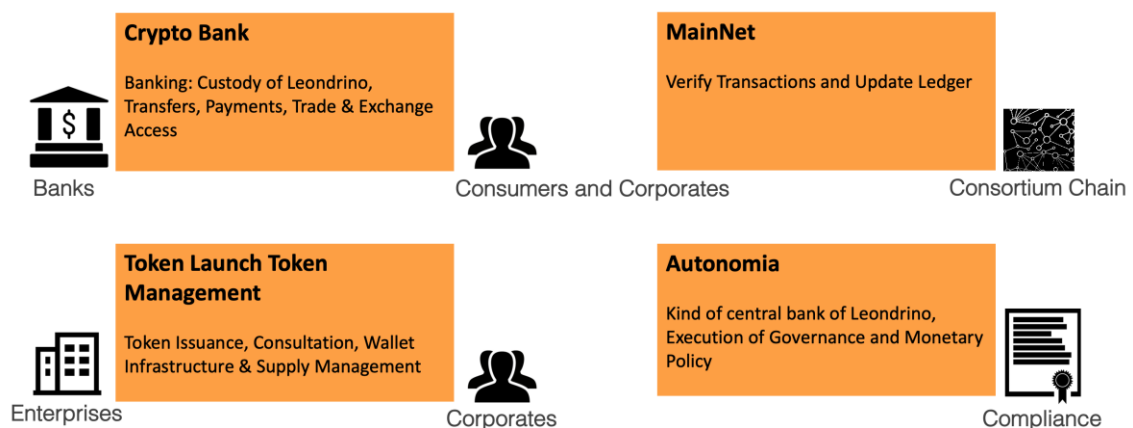 Crypto Bank
Banking: Custody of Leondrino,
Transfers, Payments, Trade & Exchange
Access
$
Banks
Consumers and Corporates
MainNet
Verify Transactions and Update Ledger
Consortium Chain
Token Launch Token
Management
Token Issuance, Consultation, Wallet
Infrastructure & Supply Management
Enterprises
Corporates
Autonomia
Kind of central bank of Leondrino,
Execution of Governance and Monetary
Policy
Compliance